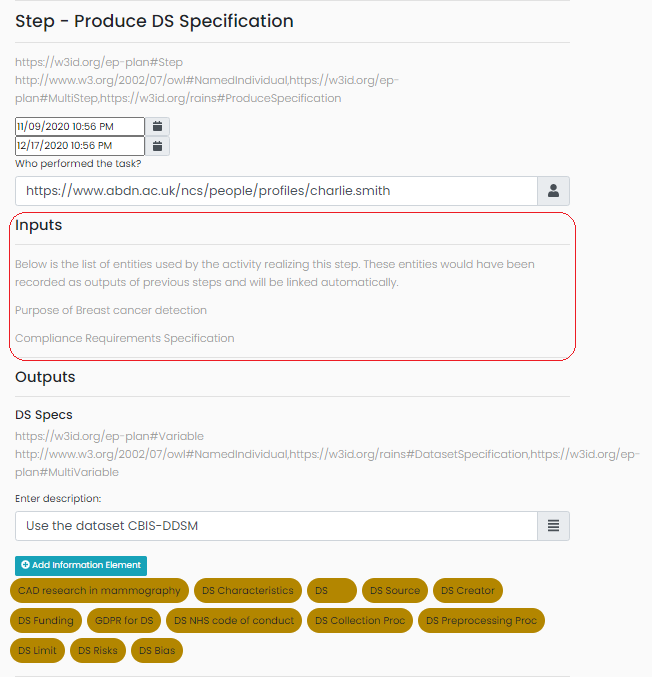 Step - Produce DS Specification
https://w3id.org/ep-plan#Step
http://www.w3.org/2002/07/owl#NamedIndividual,https://w3id.org/ep-
plan#MultiStep,https://w3id.org/rains#ProduceSpecification
11/09/2020 10:56 PM
12/17/2020 10:56 PM
Who performed the task?
https://www.abdn.ac.uk/ncs/people/profiles/charlie.smith
Inputs
Below is the list of entities used by the activity realizing this step. These entities would have been
recorded as outputs of previous steps and will be linked automatically.
Purpose of Breast cancer detection
Compliance Requirements Specification
Outputs
DS Specs
https://w3id.org/ep-plan#Variable
http://www.w3.org/2002/07/owl#NamedIndividual,https://w3id.org/rains#DatasetSpecification,https://w3id.org/ep-
plan#MultiVariable
Enter description:
Use the dataset CBIS-DDSM
Add Information Element
CAD research in mammography DS Characteristics DS DS Source DS Creator
DS Funding GDPR for DS DS NHS code of conduct DS Collection Proc DS Preprocessing Proc
DS Limit DS Risks DS Bias